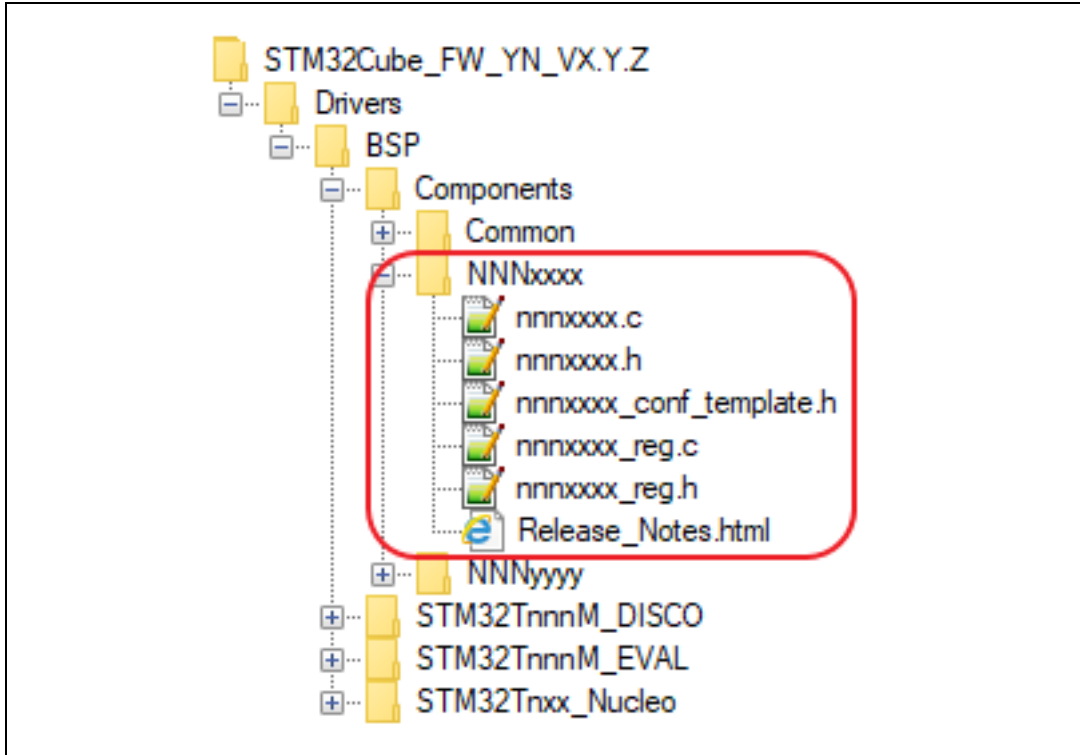 STM32Cube_FW_YN_VX.Y.Z
Drivers
BSP
Components
Common
NNNxxxx
nnnxxxx.c
nnnxxxx.h
nnnxxxx_conf_template.h
nnnxxxx_reg.c
nnnxxxx_reg.h
Release_Notes.html
NNNyyyy
STM32TnnnM_DISCO
STM32TnnnM_EVAL
STM32Tnxx_Nucleo